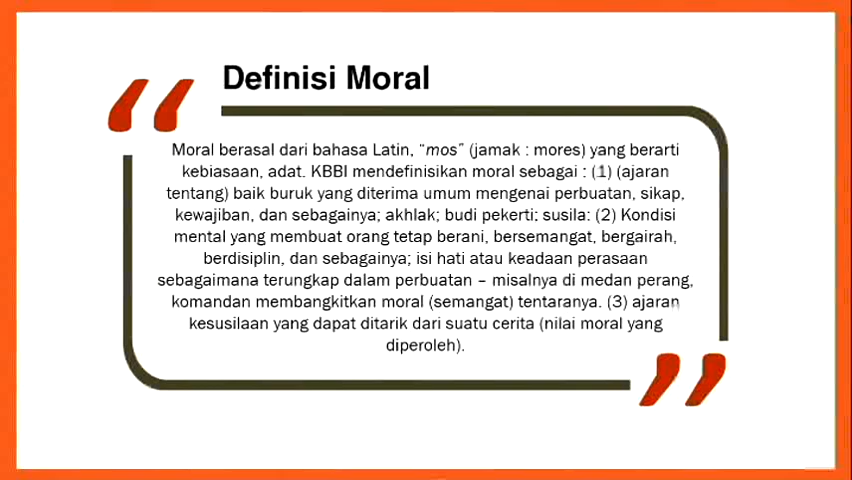 Definisi Moral
Moral berasal dari bahasa Latin, “mos” (jamak : mores) yang berarti
kebiasaan, adat. KBBI mendefinisikan moral sebagai : (1) (ajaran
tentang) baik buruk yang diterima umum mengenai perbuatan, sikap,
kewajiban, dan sebagainya; akhlak; budi pekerti: susila: (2) Kondisi
mental yang membuat orang tetap berani, bersemangat, bergairah,
berdisiplin, dan sebagainya; isi hati atau keadaan perasaan
sebagaimana terungkap dalam perbuatan – misalnya di medan perang,
komandan membangkitkan moral (semangat) tentaranya. (3) ajaran
kesusilaan yang dapat ditarik dari suatu cerita (nilai moral yang
diperoleh).